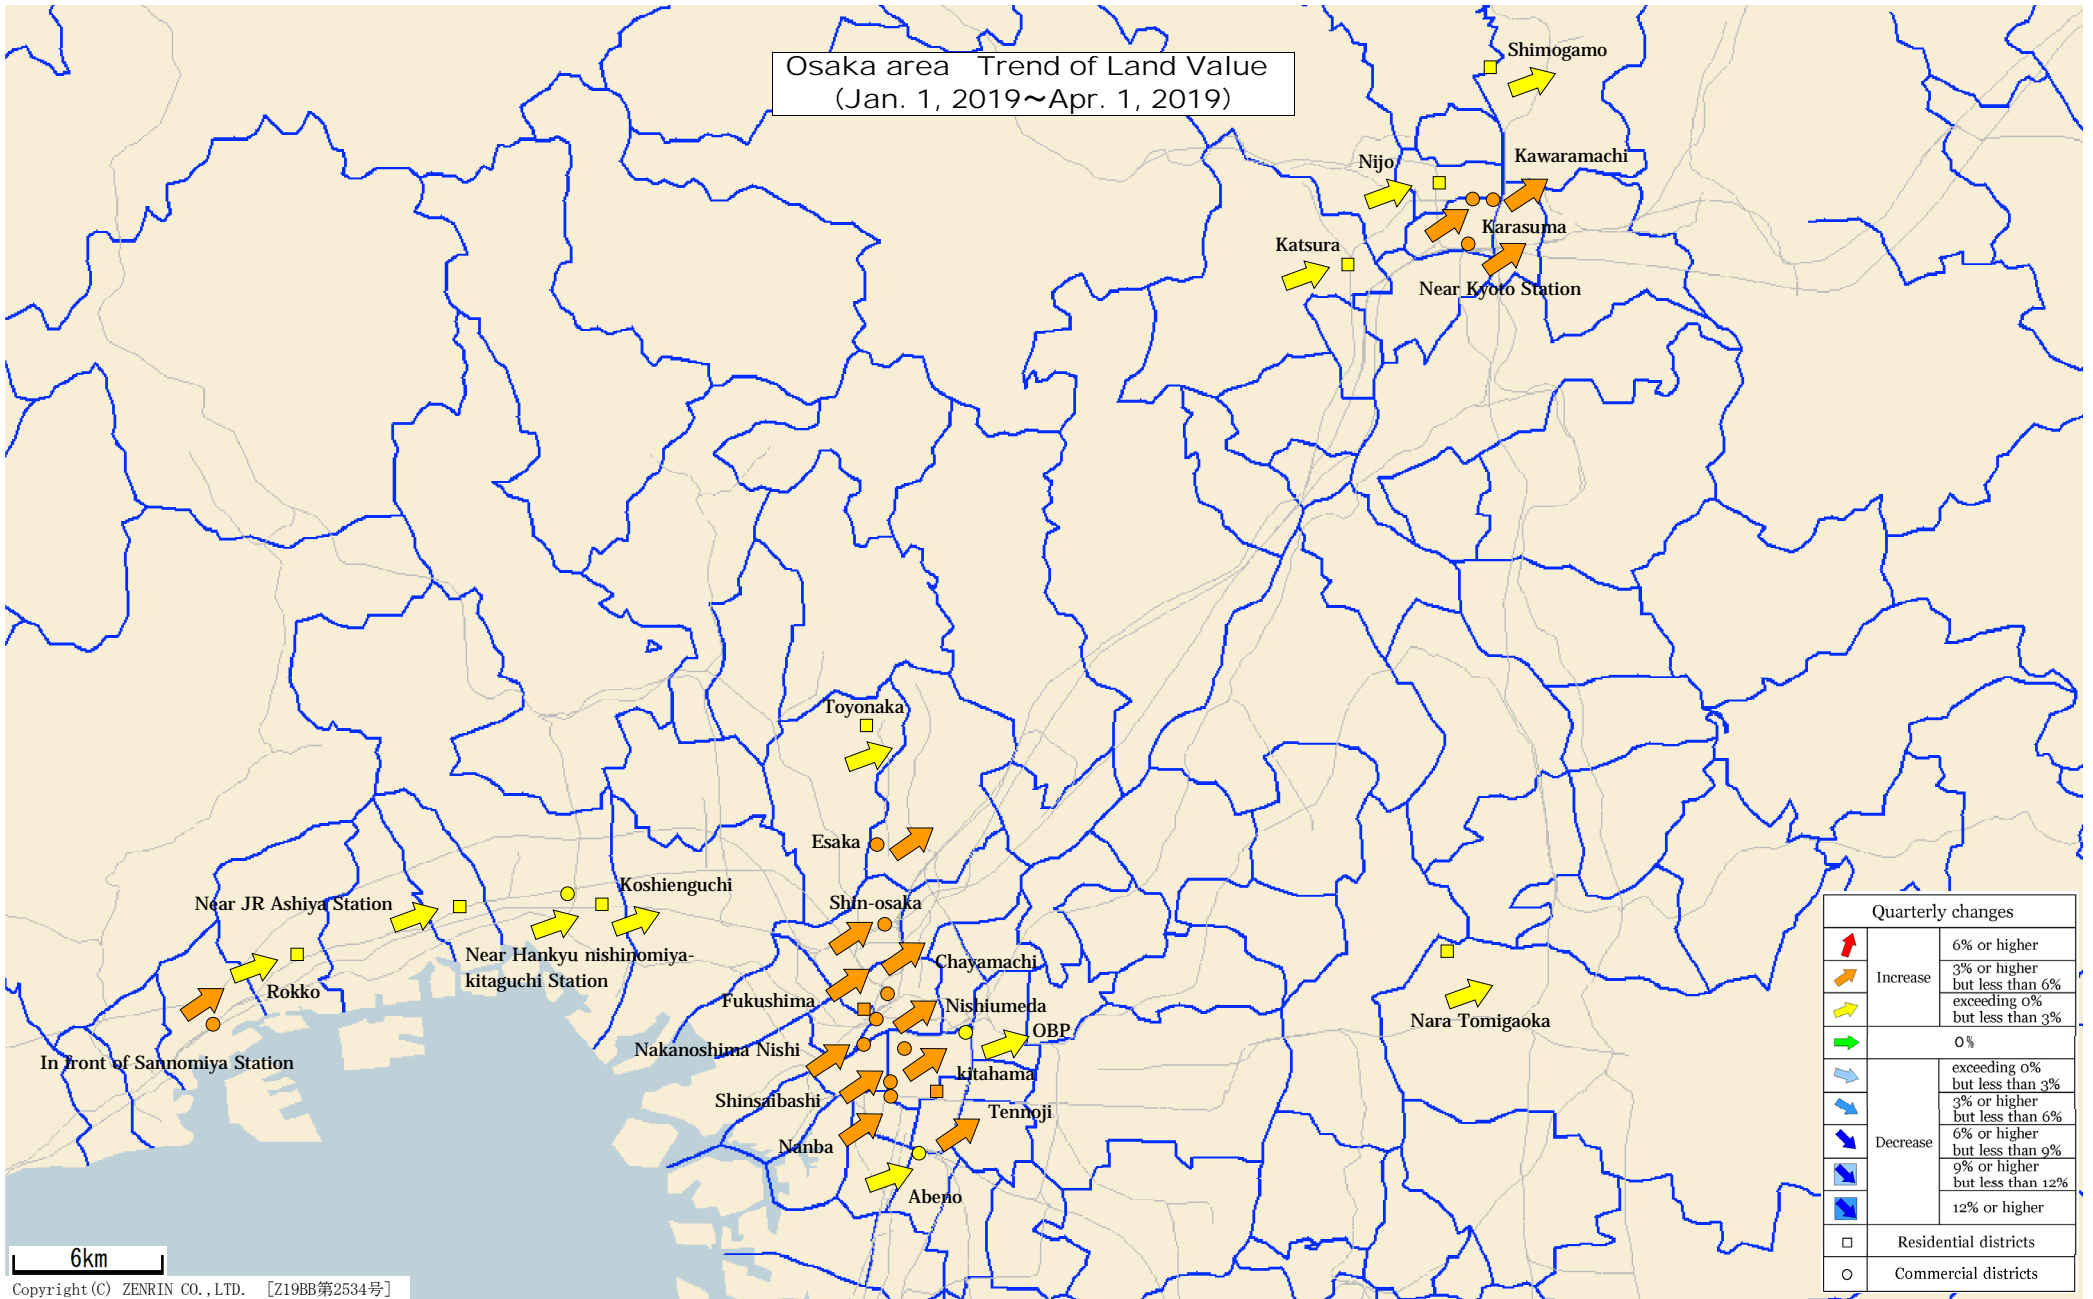 Osaka area Trend of Land Value
(Jan. 1, 2019～Apr. 1, 2019)
Shimogamo
Kawaramachi
Nijo
Karasuma
Katsura
Near Kyoto Station
Toyonaka
Esaka
Koshienguchi
Near JR Ashiya Station
Shin-osaka
Near Hankyu nishinomiya-
kitaguchi Station
Chayamachi
Rokko
Fukushima
Nishiumeda
OBP
Nara Tomigaoka
Nakanoshima Nishi
In front of Sannomiya Station
kitahama
Shinsaibashi
Tennoji
Nanba
Abeno
Quarterly changes
Increase
6% or higher
3% or higher
but less than 6%
exceeding 0%
but less than 3%
0%
Decrease
exceeding 0%
but less than 3%
3% or higher
but less than 6%
6% or higher
but less than 9%
9% or higher
but less than 12%
12% or higher
Residential districts
Commercial districts
6km
Copyright(C) ZENRIN CO.,LTD. [Z19BB第2534号]